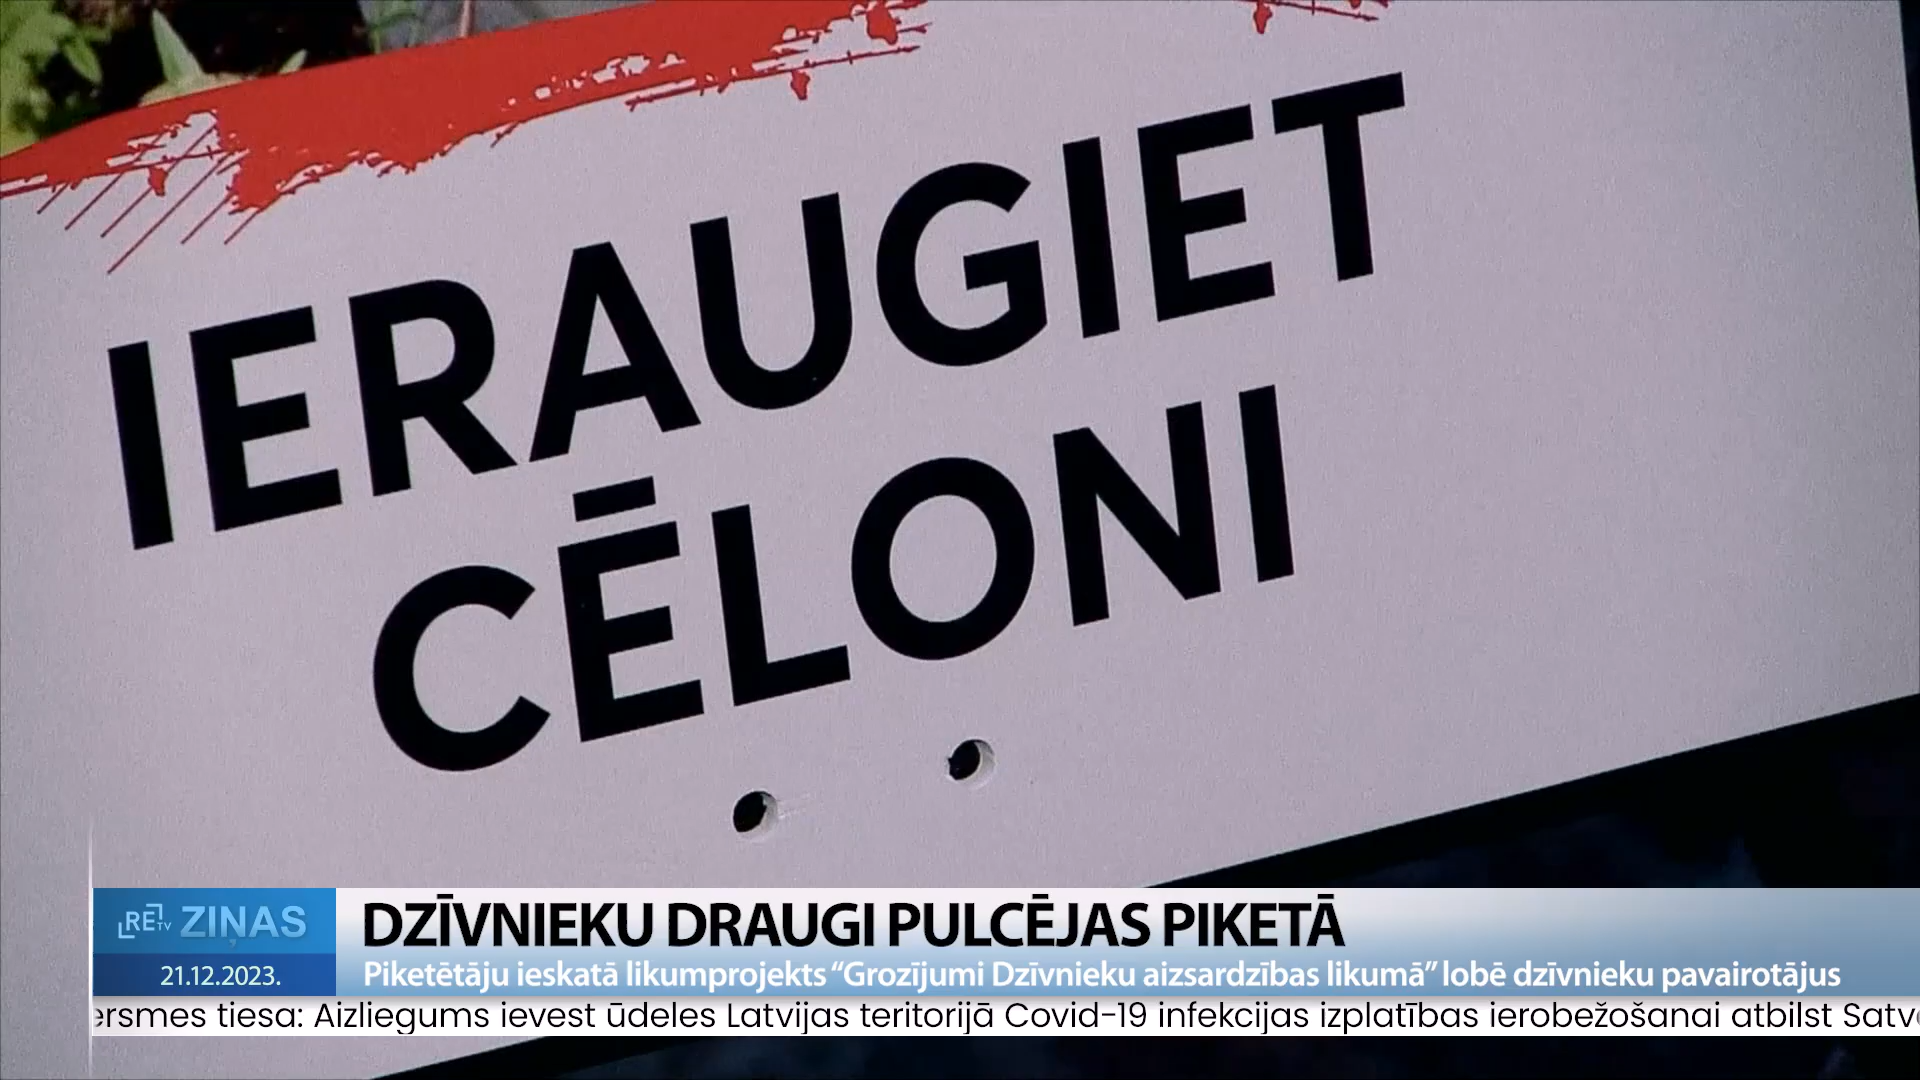 IERAUGIET
CĒLONI
RE TV ZIŅAS
DZĪVNIEKU DRAUGI PULCĒJAS PIKETĀ
21.12.2023.
Piketētāju ieskatā likumprojekts “Grozījumi Dzīvnieku aizsardzības likumā” lobē dzīvnieku pavairotājus
ersmes tiesa: Aizliegums ievest ūdeles Latvijas teritorijā Covid-19 infekcijas izplatības ierobežošanai atbilst Satv